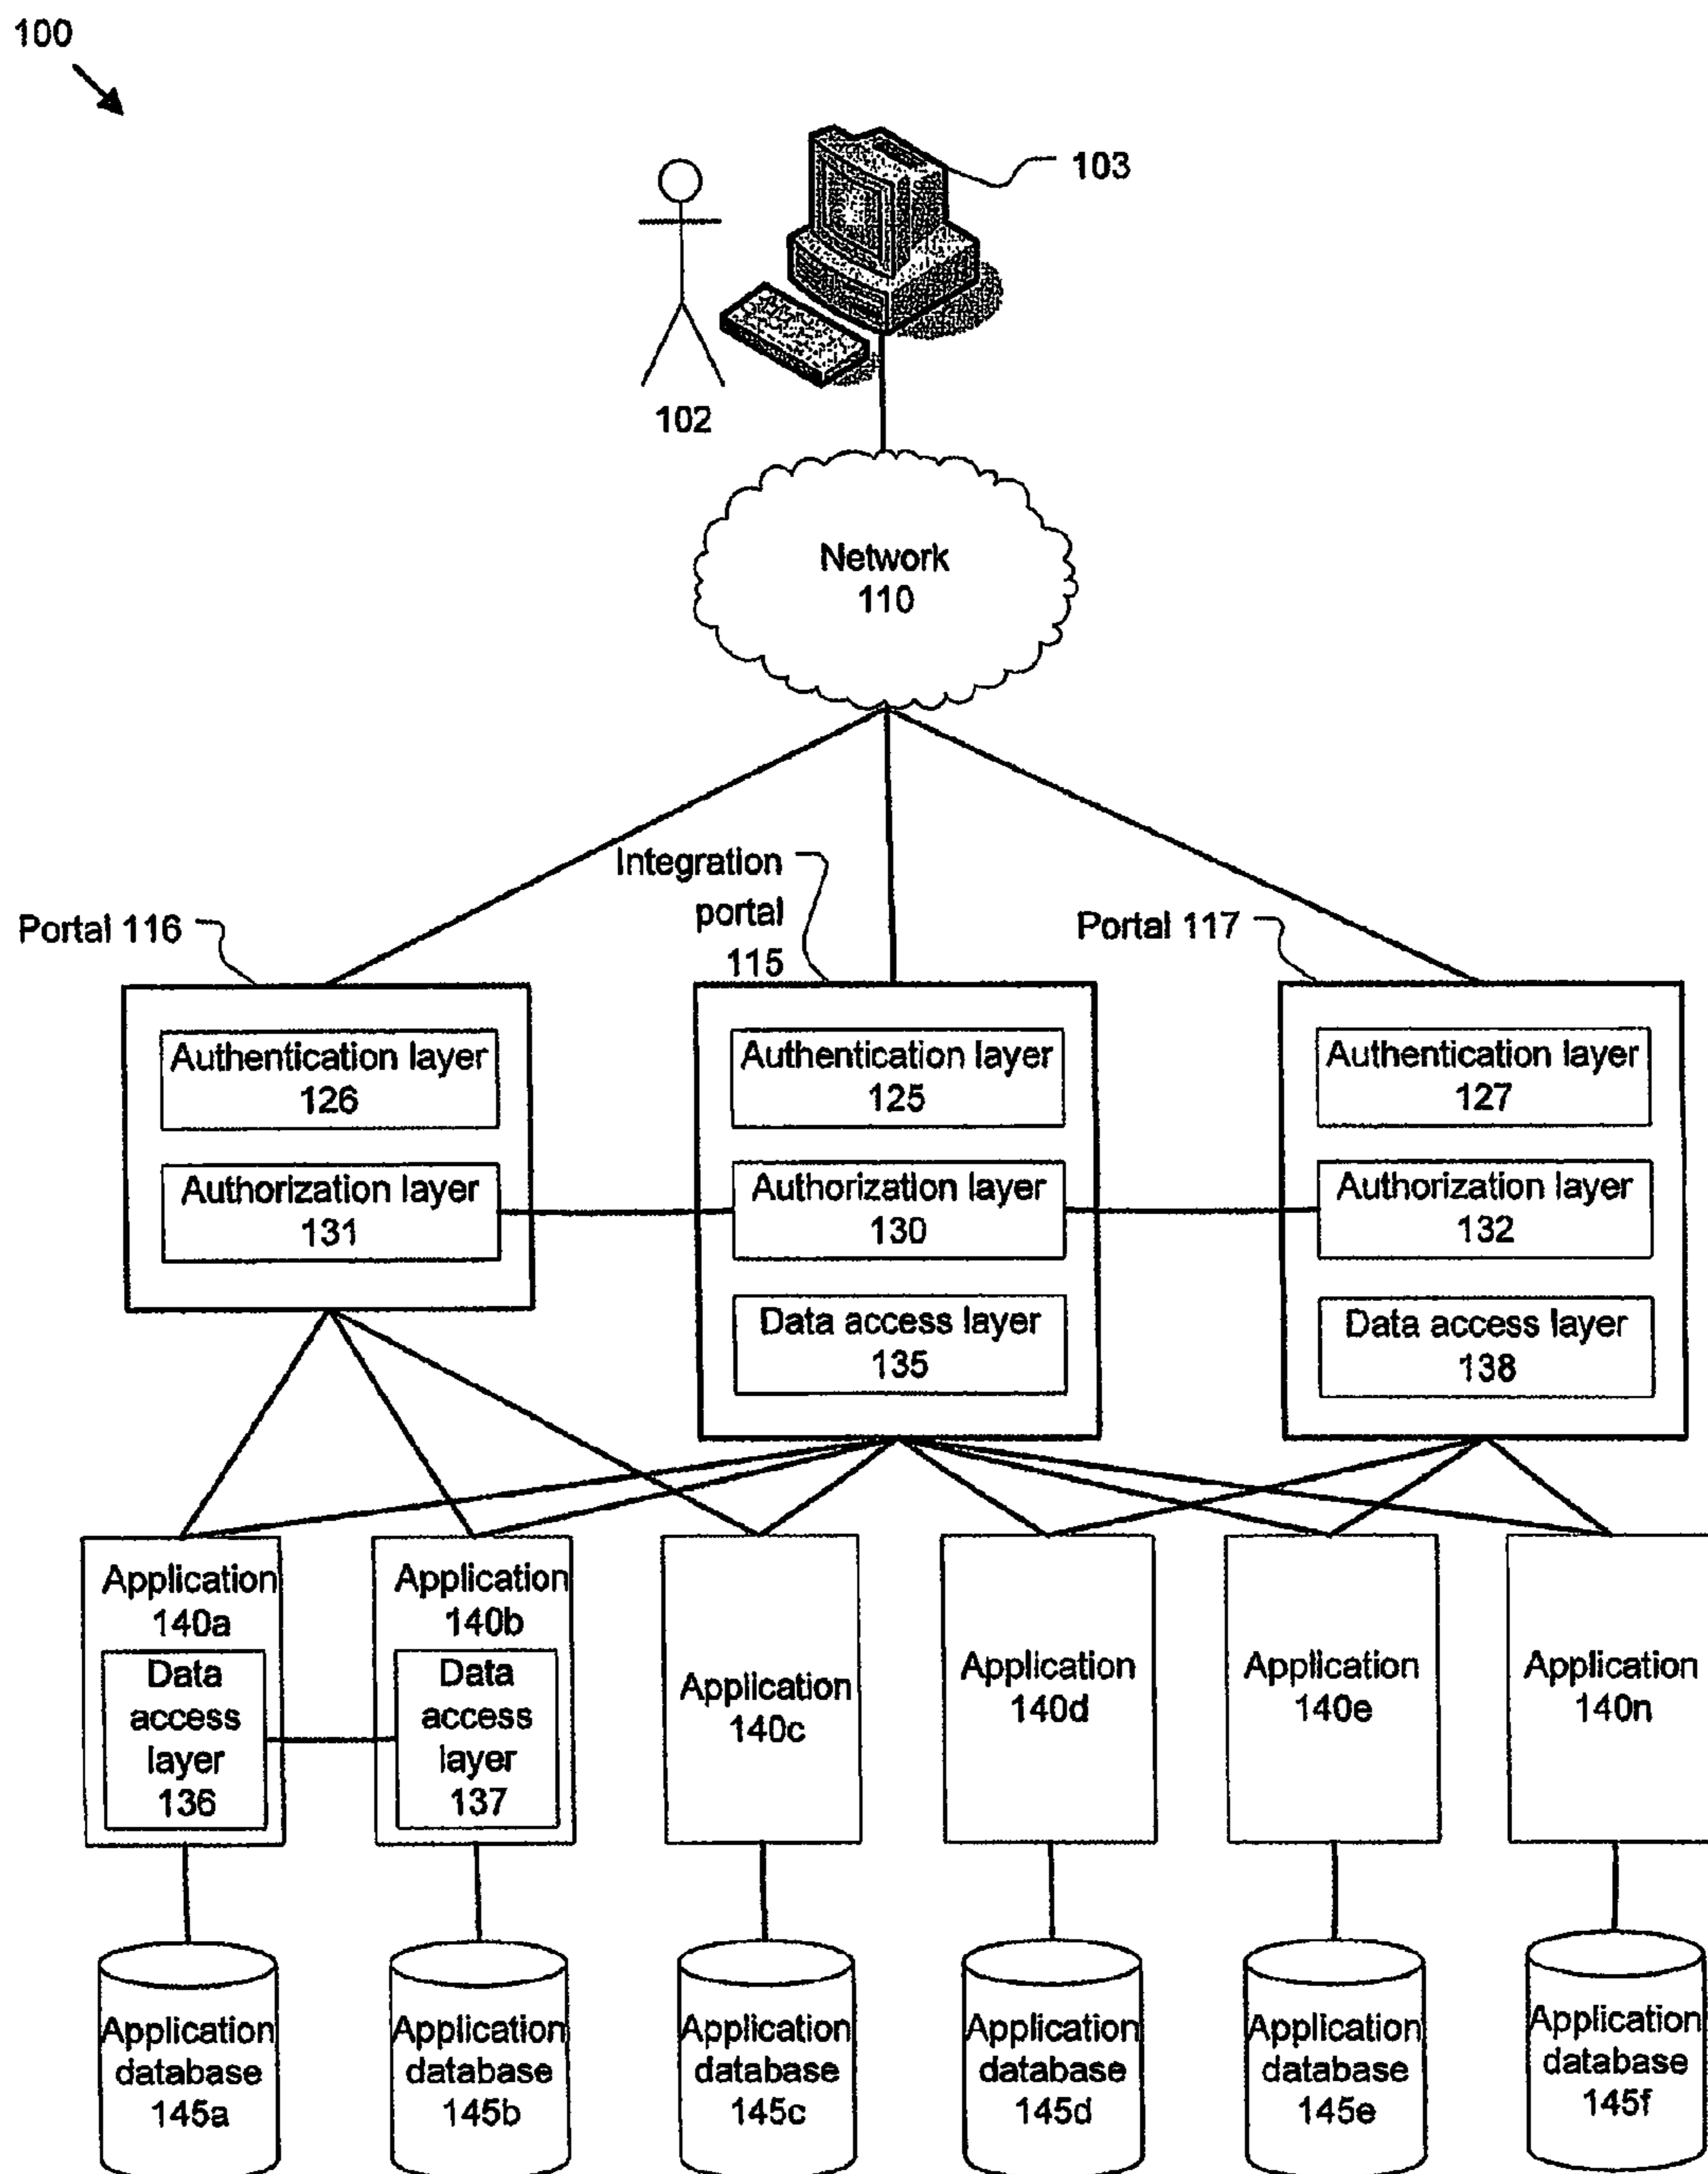 100
103
102
Network
110
Integration
portal
115
Portal 116
Portal 117
Authentication layer
126
Authorization layer
131
Authentication layer
125
Authorization layer
130
Data access layer
135
Authentication layer
127
Authorization layer
132
Data access layer
138
Application
140a
Data
access
layer
136
Application
140b
Data
access
layer
137
Application
140c
Application
140d
Application
140e
Application
140n
Application
database
145a
Application
database
145b
Application
database
145c
Application
database
145d
Application
database
145e
Application
database
145f